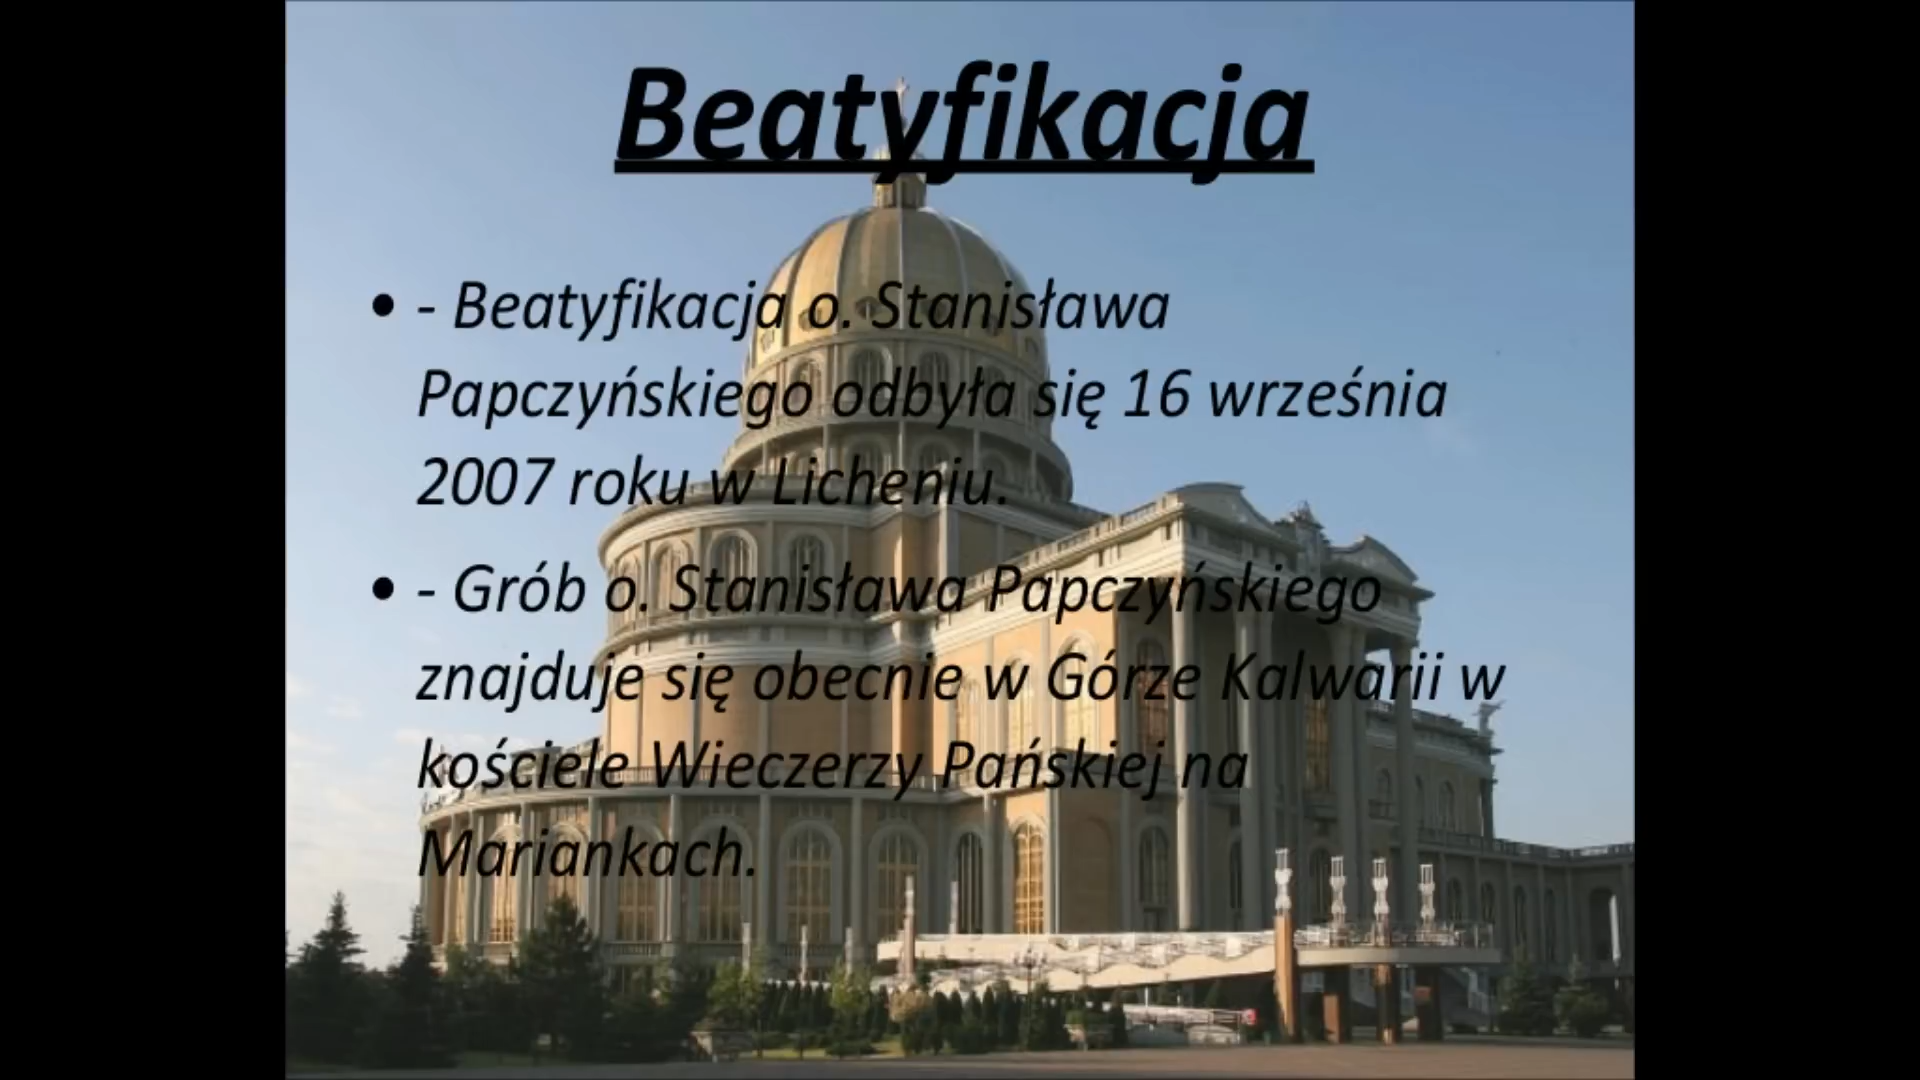 Beatyfikacja
• - Beatyfikacja o. Stanisława
Papczyńskiego odbyła się 16 września
2007 roku w Licheniu.
• - Grób o. Stanisława Papczyńskiego
znajduje się obecnie w Górze Kalwarii w
kościele Wieczerzy Pańskiej na
Mariankach.